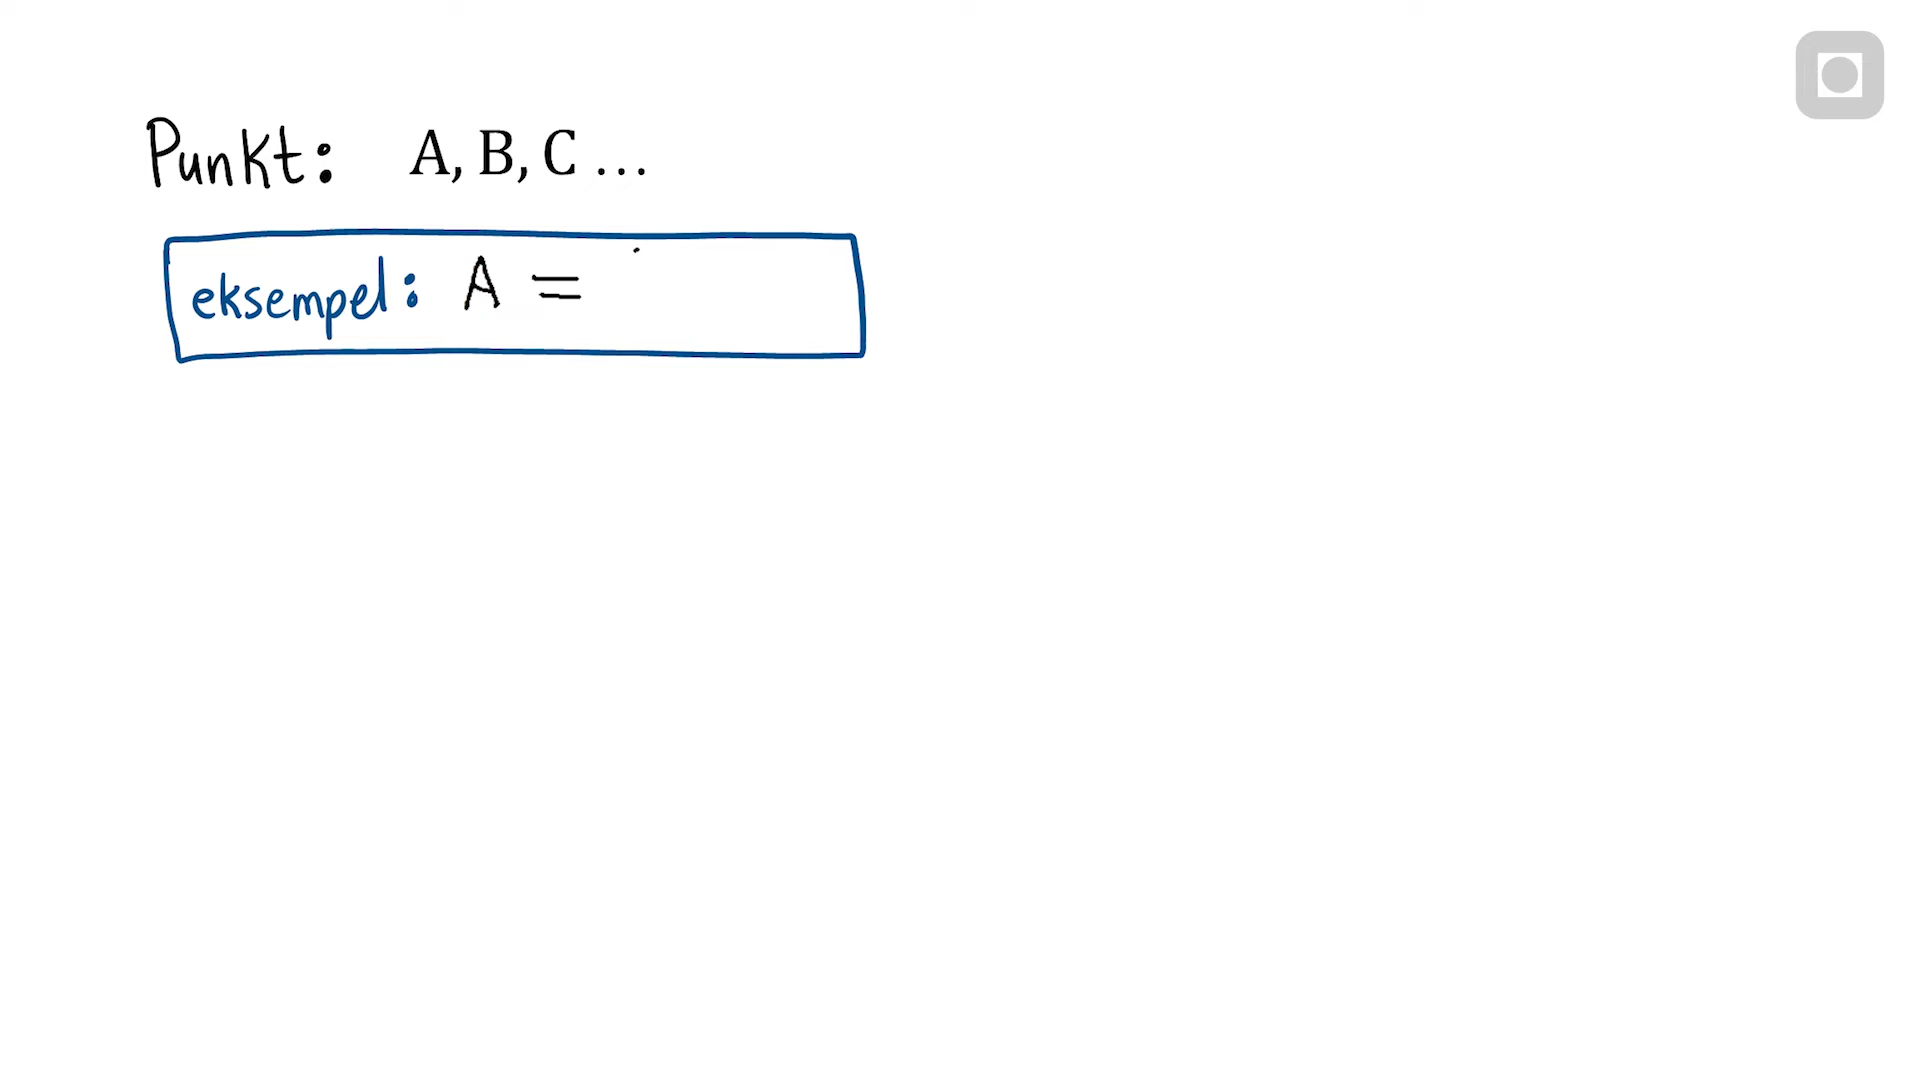 Punkt: A, B, C ...
eksempel: A =